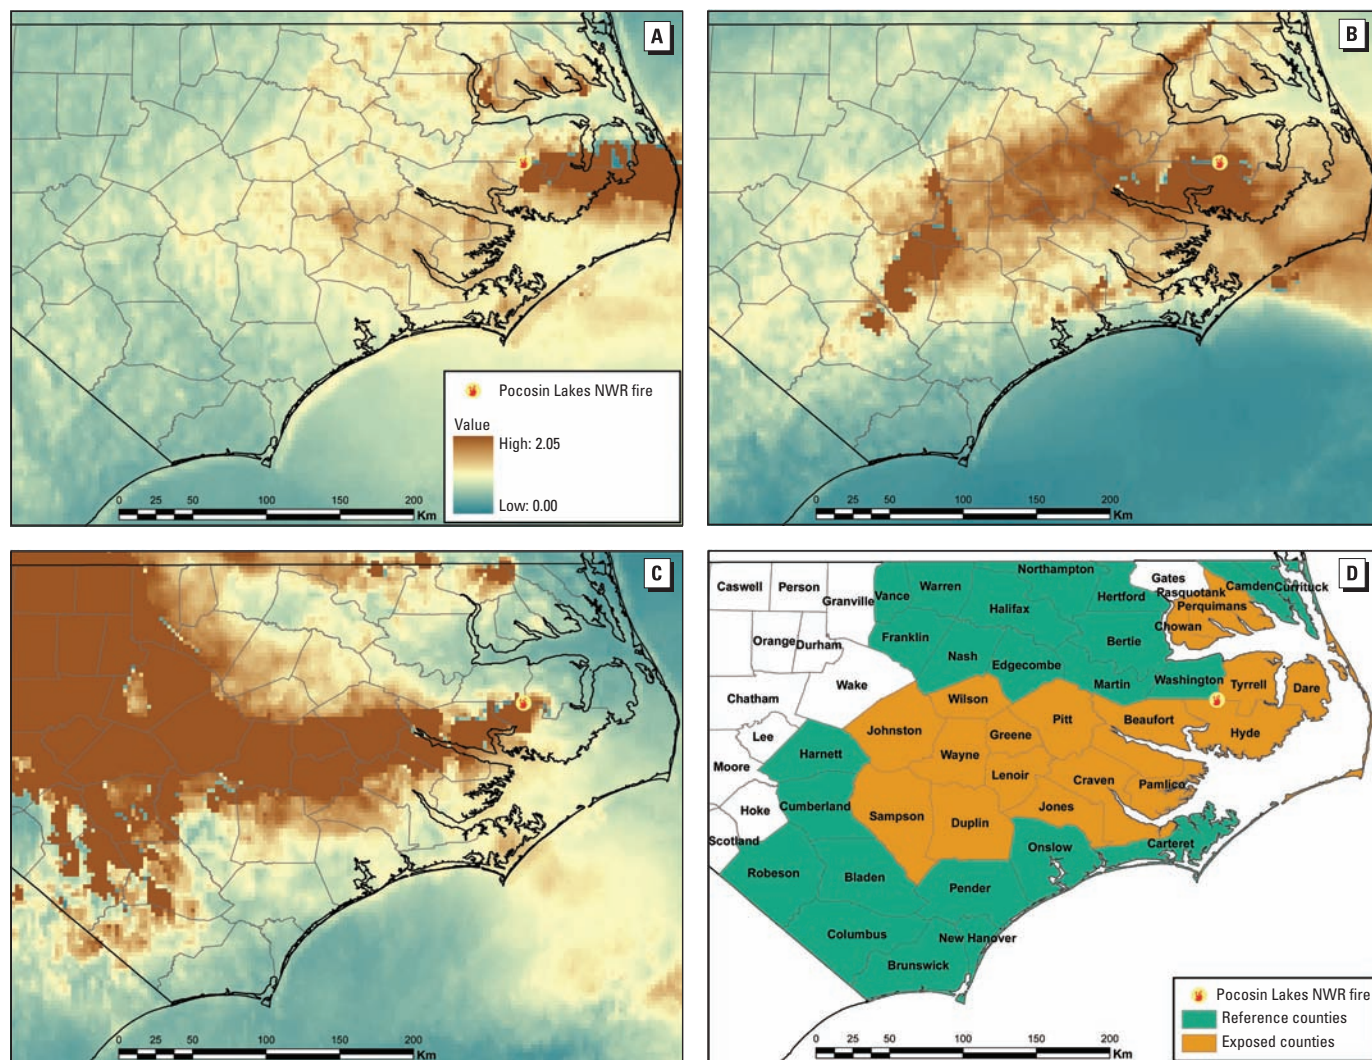 A
Pocosin Lakes NWR fire
Value
High: 2.05
Low: 0.00
0 25 50 100 150 200
Km
B
0 25 50 100 150 200
Km
C
0 25 50 100 150 200
Km
D
Caswell
Person
Granville
Vance
Warren
Northampton
Gates
Pasquotank
Camden
Currituck
Halifax
Hertford
Perquimans
Chowan
Orange
Durham
Franklin
Nash
Edgecombe
Bertie
Martin
Washington
Tyrrell
Dare
Chatham
Wake
Wilson
Pitt
Beaufort
Hyde
Lee
Johnston
Greene
Wayne
Harnett
Moore
Lenoir
Craven
Pamlico
Hoke
Cumberland
Sampson
Duplin
Jones
Scotland
Onslow
Carteret
Robeson
Bladen
Pender
Columbus
New Hanover
Brunswick
0 25 50 100 150 200
Km
Pocosin Lakes NWR fire
Reference counties
Exposed counties